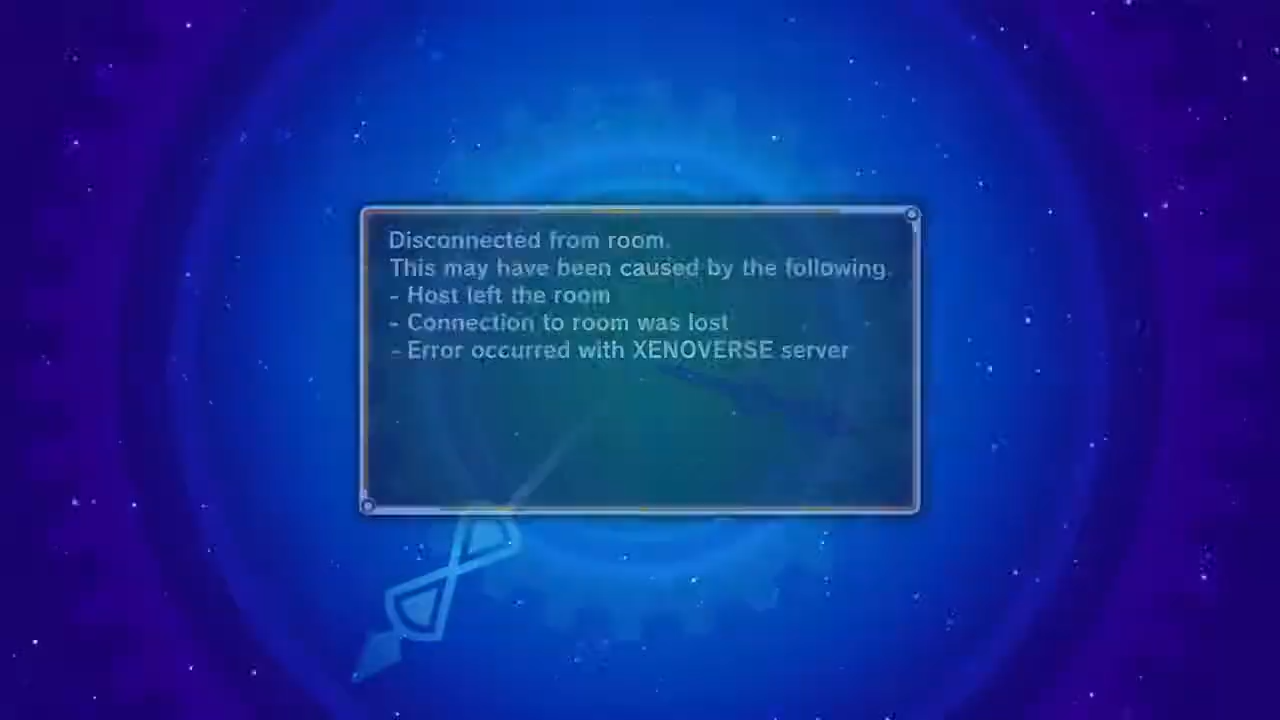 Disconnected from room.
This may have been caused by the following.
- Host left the room
- Connection to room was lost
- Error occurred with XENOVERSE server